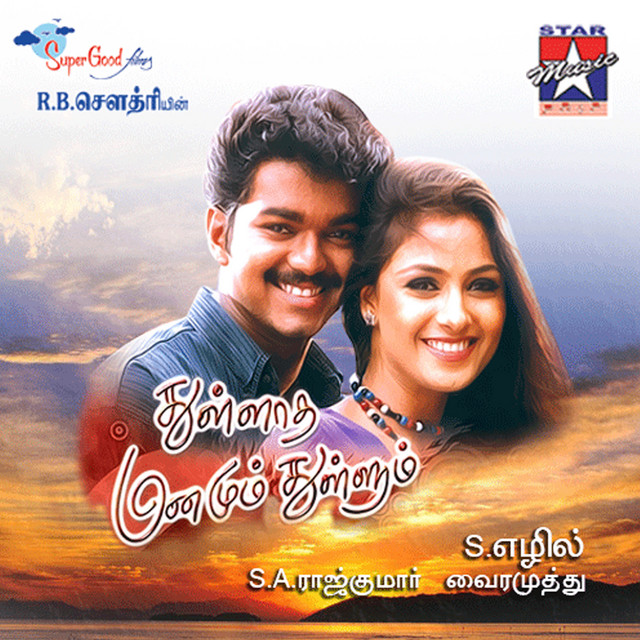 Super Good films
R.B.சௌத்ரியின்
STAR
Music
துள்ளாத
மனமும் துள்ளும்
S.எழில்
S.A.ராஜ்குமார் வைரமுத்து